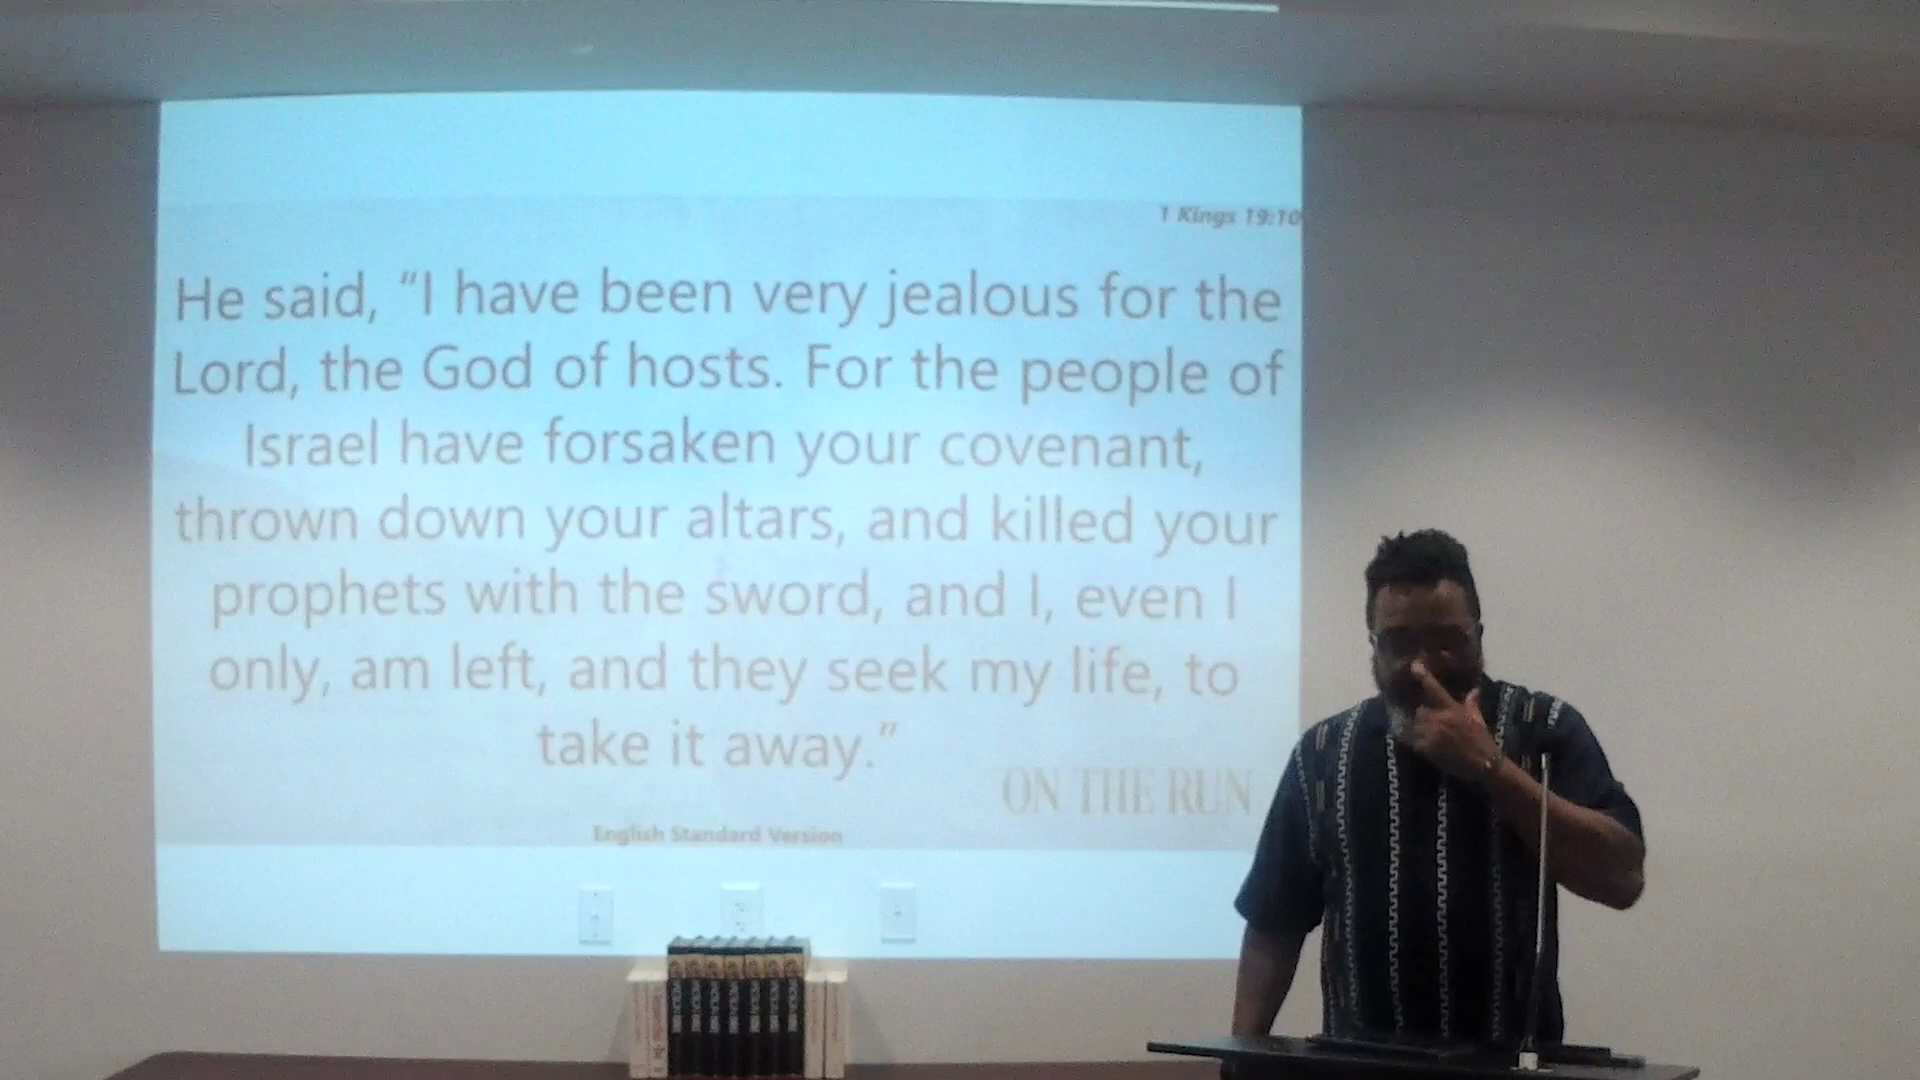 1 Kings 19:10
He said, “I have been very jealous for the
Lord, the God of hosts. For the people of
Israel have forsaken your covenant,
thrown down your altars, and killed your
prophets with the sword, and I, even I
only, am left, and they seek my life, to
take it away.”
ON THE RUN
English Standard Version